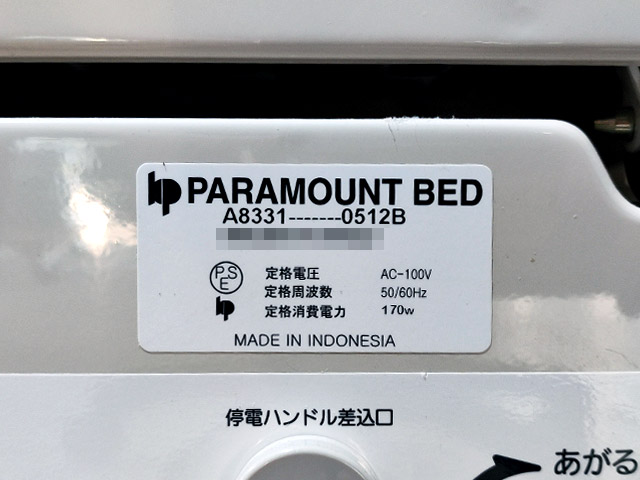 PARAMOUNT BED
A8331-------0512B
PSE
定格電圧 AC-100V
定格周波数 50/60Hz
定格消費電力 170w
MADE IN INDONESIA
停電ハンドル差込口
あがる